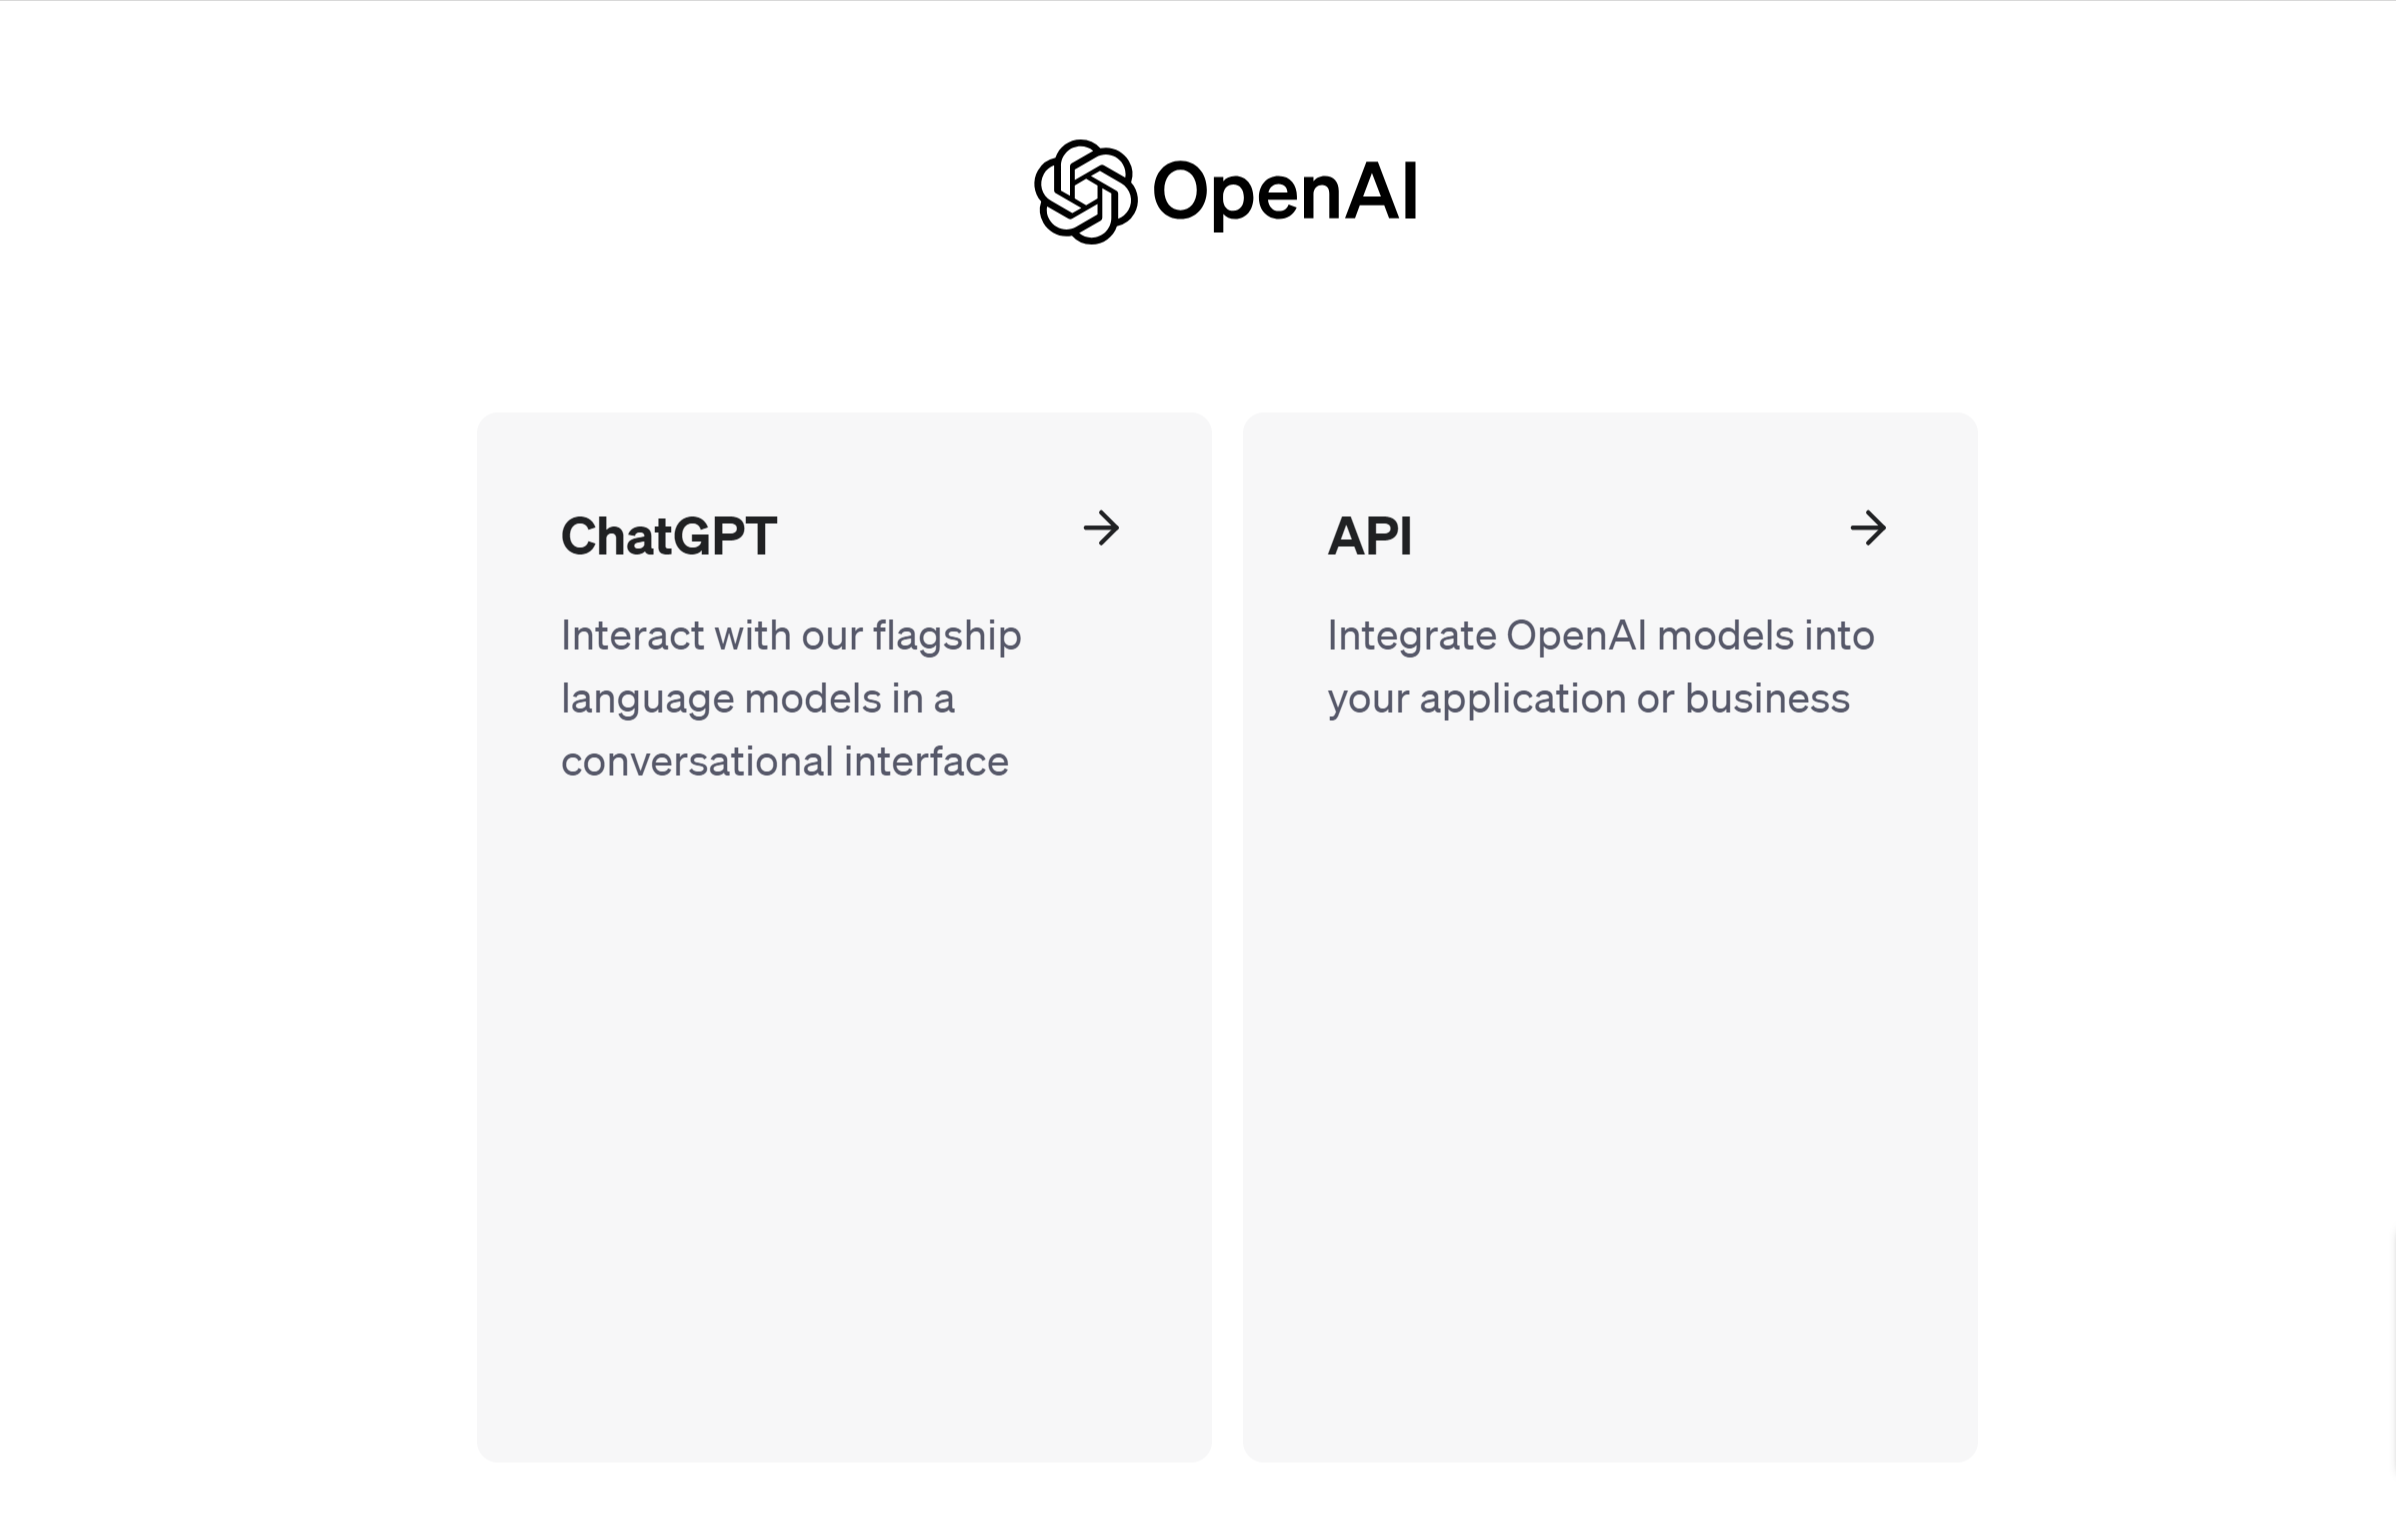 OpenAI
ChatGPT
Interact with our flagship
language models in a
conversational interface
API
Integrate OpenAI models into
your application or business